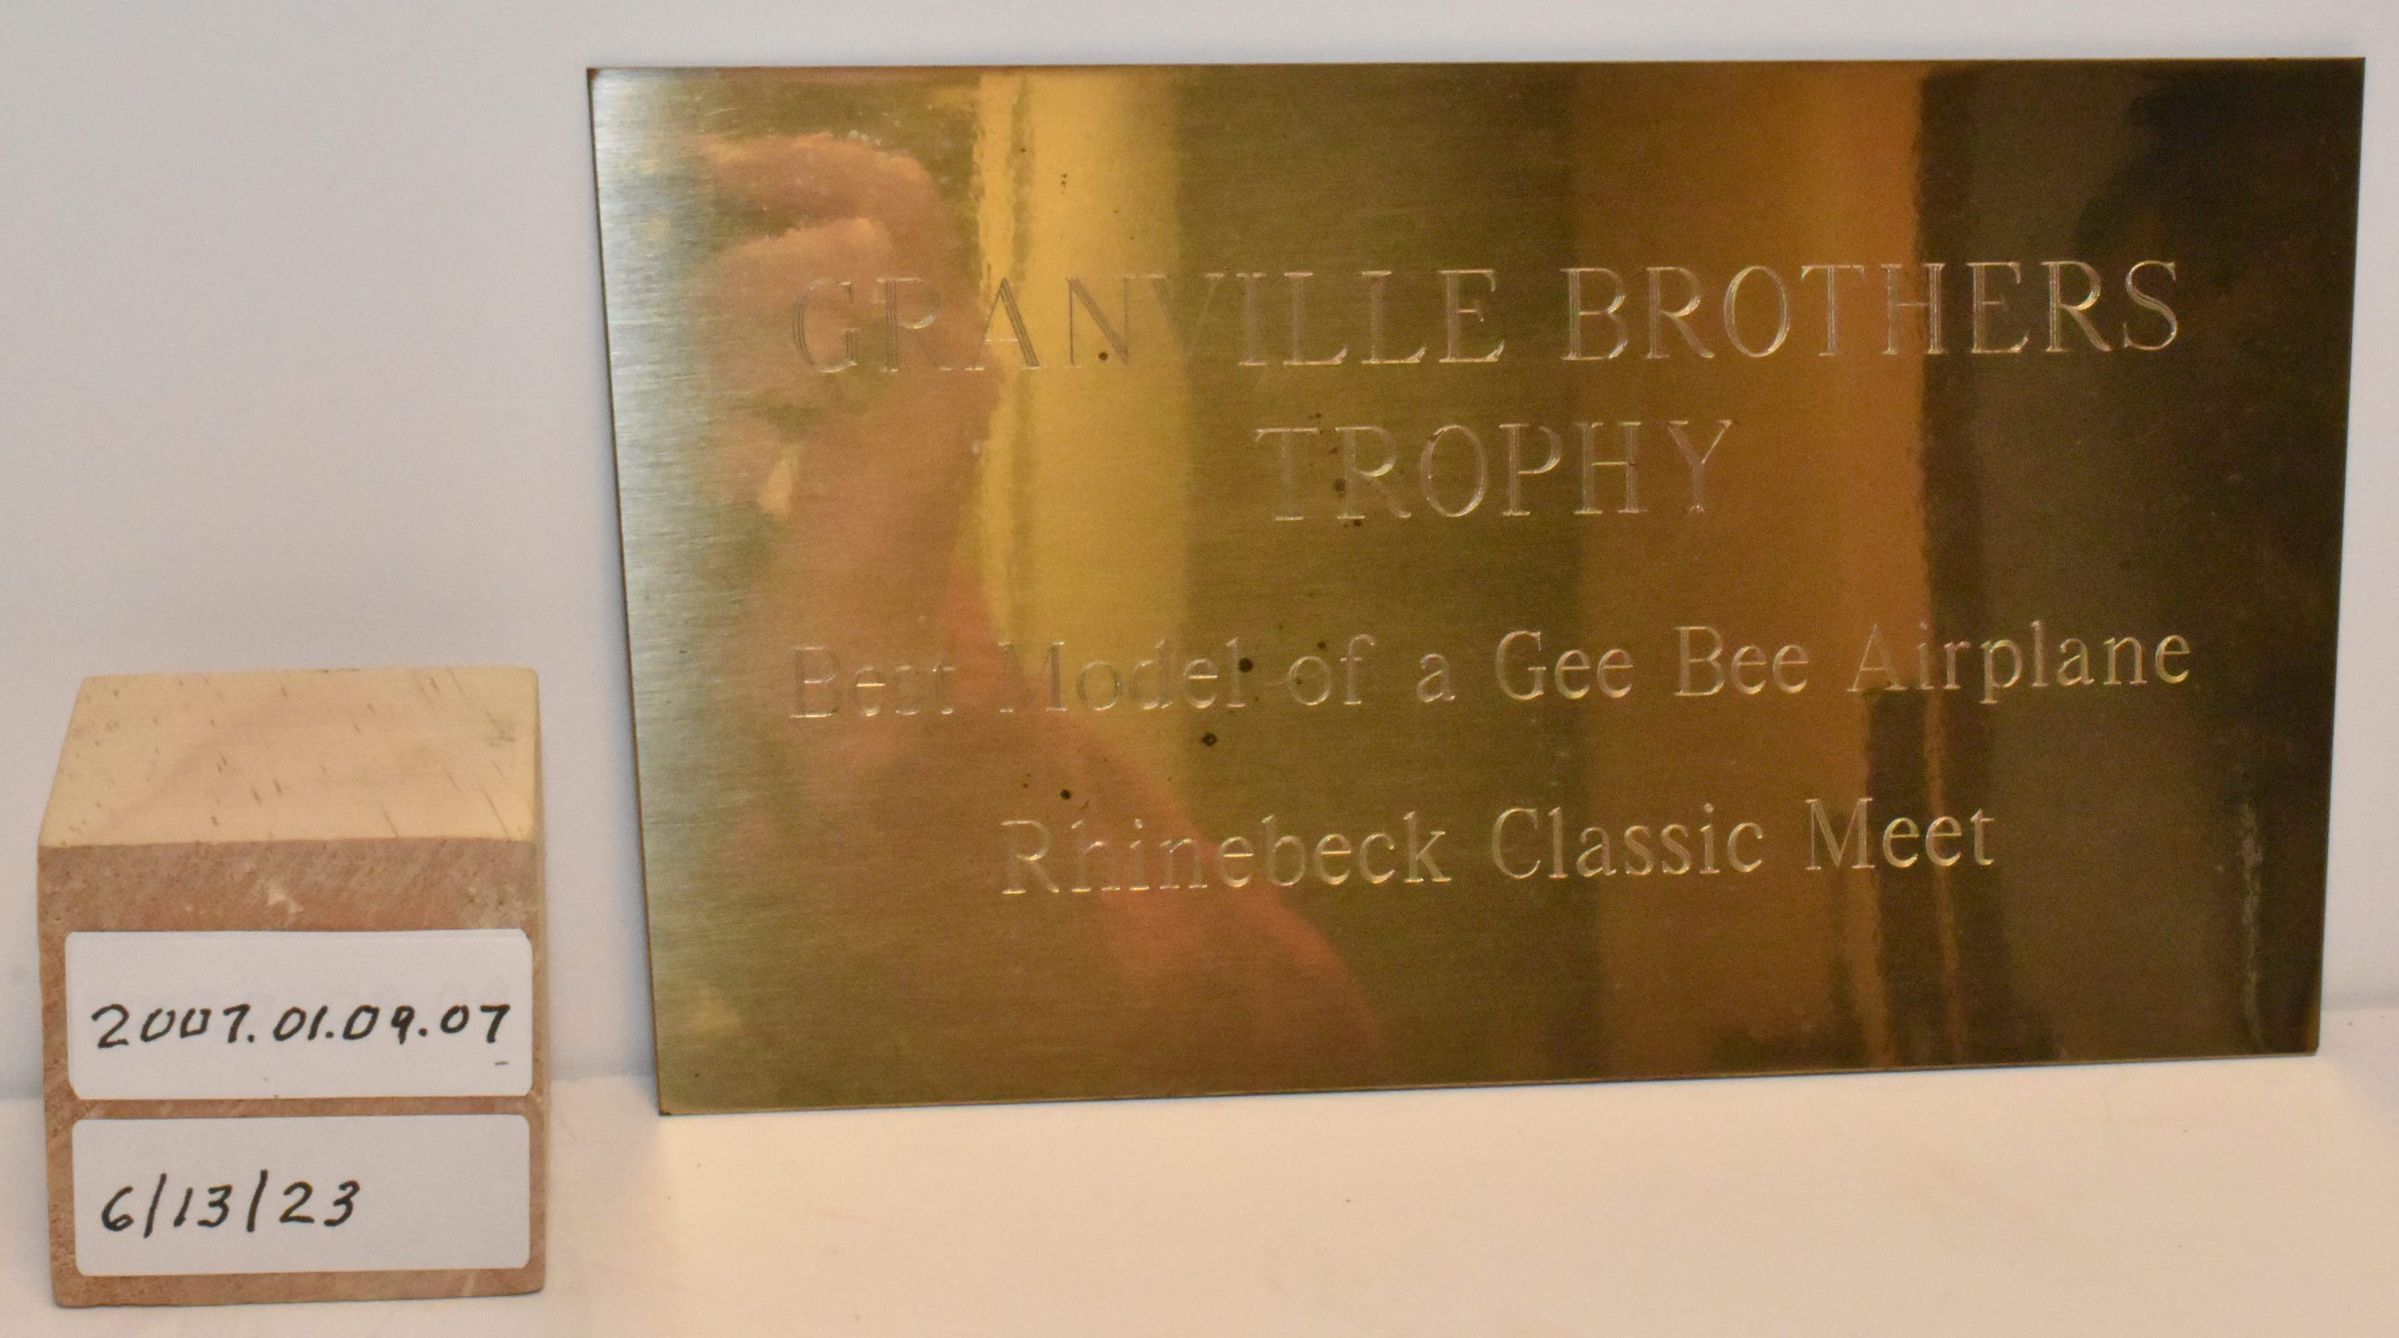 GRANVILLE BROTHERS
TROPHY
Best Model of a Gee Bee Airplane
Rhinebeck Classic Meet
2007.01.09.07
6/13/23